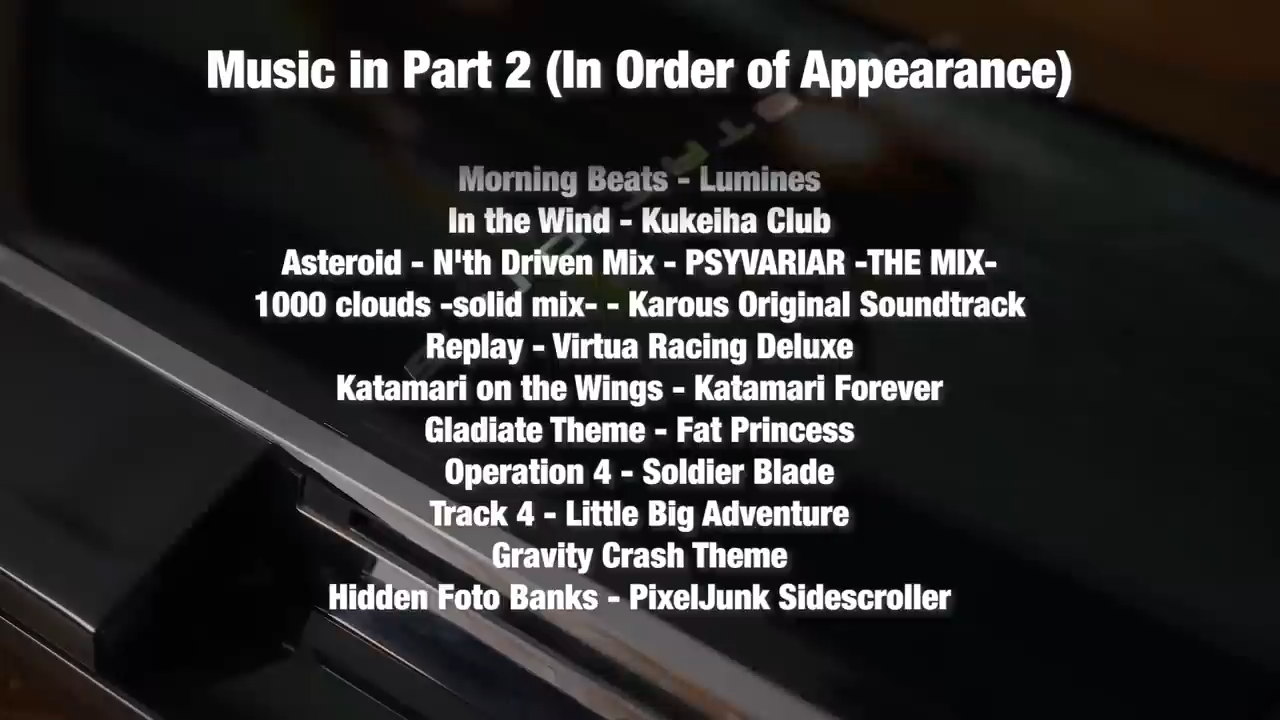 Music in Part 2 (In Order of Appearance)
Morning Beats - Lumines
In the Wind - Kukeiha Club
Asteroid - N'th Driven Mix - PSYVARIAR -THE MIX-
1000 clouds -solid mix- - Karous Original Soundtrack
Replay - Virtua Racing Deluxe
Katamari on the Wings - Katamari Forever
Gladiate Theme - Fat Princess
Operation 4 - Soldier Blade
Track 4 - Little Big Adventure
Gravity Crash Theme
Hidden Foto Banks - PixelJunk Sidescroller